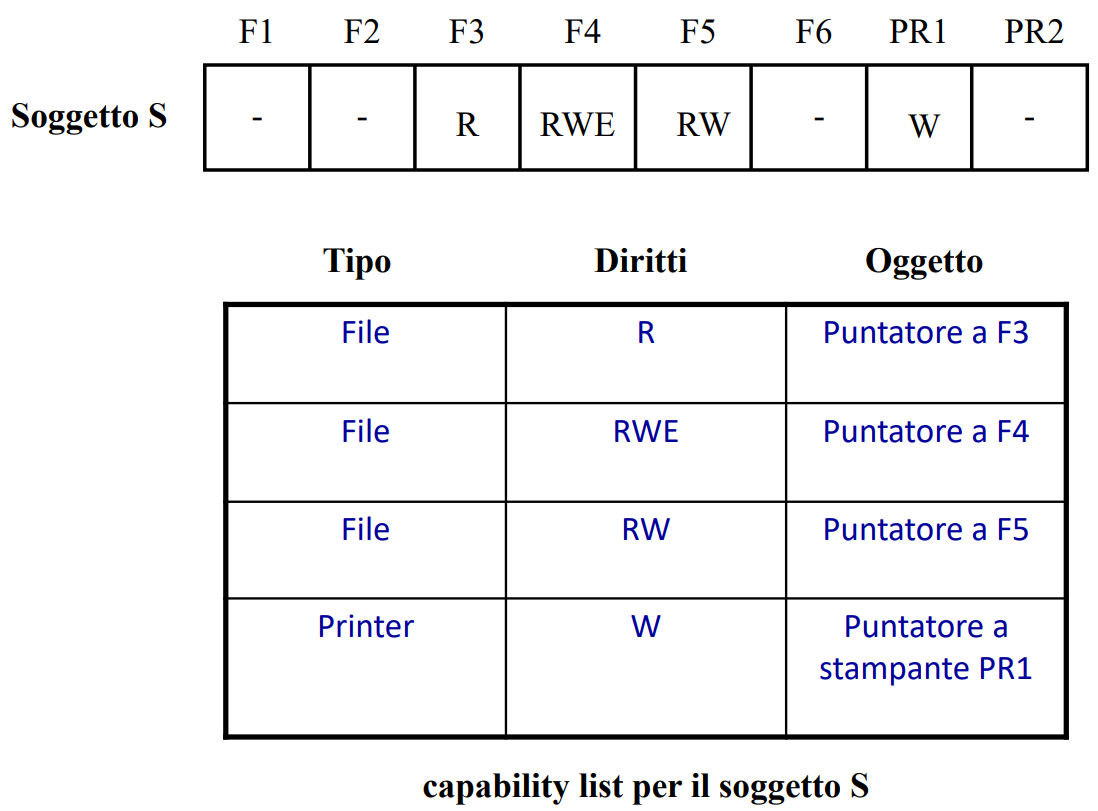 F1 F2 F3 F4 F5 F6 PR1 PR2
Soggetto S - - R RWE RW - W -
Tipo Diritti Oggetto
File R Puntatore a F3
File RWE Puntatore a F4
File RW Puntatore a F5
Printer W Puntatore a
stampante PR1
capability list per il soggetto S